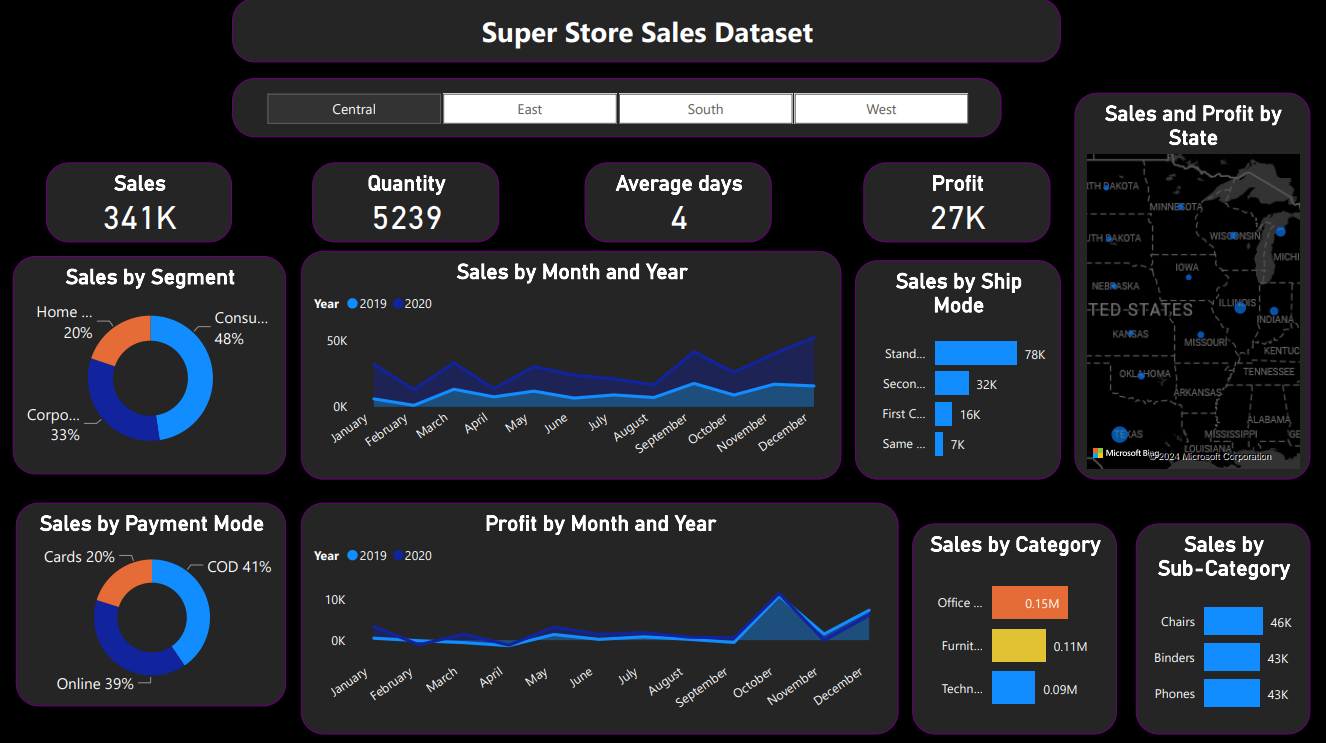 Super Store Sales Dataset
Central
East
South
West
Sales
341K
Quantity
5239
Average days
4
Profit
27K
Sales and Profit by
State
TH DAKOTA
MINNESOTA
UTH DAKOTA
WISCONSIN
MICHI
IOWA
NEBRASKA
TED STATES
ILLINOIS
INDIANA
KANSAS
MISSOURI
KENTUC
OKLAHOMA
TENNESSEE
ARKANSAS
ALABAMA
TEXAS
MISSISSIPPI
GE
LOUISIANA
Microsoft Bing
©2024 Microsoft Corporation
Sales by Segment
Home ...
20%
Consu...
48%
Corpo...
33%
Sales by Month and Year
Year 2019 2020
50K
0K
January
February
March
April
May
June
July
August
September
October
November
December
Sales by Ship
Mode
Stand... 78K
Secon... 32K
First C... 16K
Same ... 7K
Sales by Payment Mode
Cards 20%
COD 41%
Online 39%
Profit by Month and Year
Year 2019 2020
10K
0K
January
February
March
April
May
June
July
August
September
October
November
December
Sales by Category
Office ... 0.15M
Furnit... 0.11M
Techn... 0.09M
Sales by
Sub-Category
Chairs 46K
Binders 43K
Phones 43K